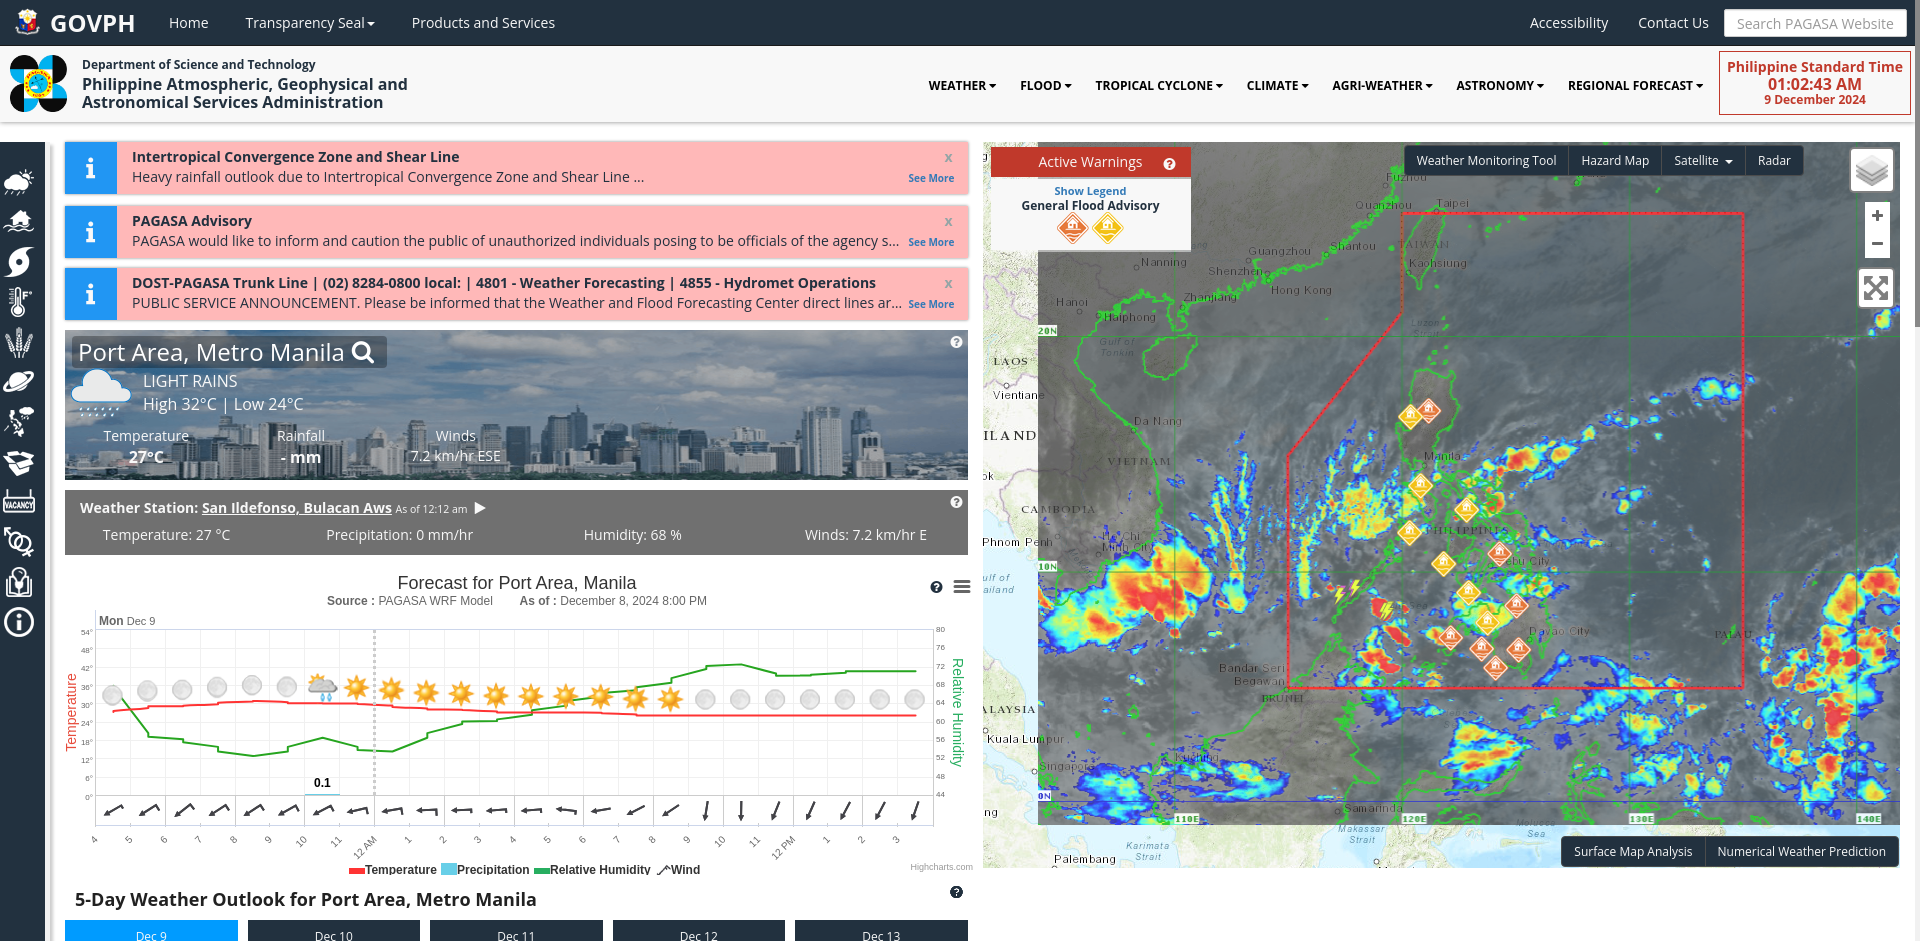 GOVPH
Home
Transparency Seal
Products and Services
Accessibility
Contact Us
Search PAGASA Website
Department of Science and Technology
Philippine Atmospheric, Geophysical and
Astronomical Services Administration
WEATHER
FLOOD
TROPICAL CYCLONE
CLIMATE
AGRI-WEATHER
ASTRONOMY
REGIONAL FORECAST
Philippine Standard Time
01:02:43 AM
9 December 2024
Intertropical Convergence Zone and Shear Line
x
Heavy rainfall outlook due to Intertropical Convergence Zone and Shear Line ...
See More
PAGASA Advisory
x
PAGASA would like to inform and caution the public of unauthorized individuals posing to be officials of the agency s...
See More
DOST-PAGASA Trunk Line | (02) 8284-0800 local: | 4801 - Weather Forecasting | 4855 - Hydromet Operations
x
PUBLIC SERVICE ANNOUNCEMENT. Please be informed that the Weather and Flood Forecasting Center direct lines ar...
See More
Port Area, Metro Manila
LIGHT RAINS
High 32°C | Low 24°C
Temperature
27°C
Rainfall
- mm
Winds
7.2 km/hr ESE
VACANCY
Weather Station: San Ildefonso, Bulacan Aws As of 12:12 am
Temperature: 27 °C
Precipitation: 0 mm/hr
Humidity: 68 %
Winds: 7.2 km/hr E
Forecast for Port Area, Manila
Source : PAGASA WRF Model As of : December 8, 2024 8:00 PM
Mon Dec 9
Temperature
54°
48°
42°
36°
30°
24°
18°
12°
6°
0°
80
76
72
68
64
60
56
52
48
44
Relative Humidity
0.1
4 5 6 7 8 9 10 11 12 AM 1 2 3 4 5 6 7 8 9 10 11 12 PM 1 2 3
Temperature Precipitation Relative Humidity Wind
Highcharts.com
5-Day Weather Outlook for Port Area, Metro Manila
Dec 9
Dec 10
Dec 11
Dec 12
Dec 13
Active Warnings
Show Legend
General Flood Advisory
Weather Monitoring Tool
Hazard Map
Satellite
Radar
+
−
Fuzhou
Quanzhou
Taipei
TAIWAN
Kaohsiung
Shantou
Guangzhou
Shenzhen
Hong Kong
Nanning
Zhanjiang
Hanoi
Haiphong
Gulf of
Tonkin
Luzon
Strait
20N
LAOS
Vientiane
Da Nang
ILAND
VIETNAM
Manila
ok
CAMBODIA
PHILIPPINES
Phnom Penh
Ho Chi
Minh City
10N
ebu City
ulf of
ailand
Davao City
PALAU
Bandar Seri
Begawan
BRUNEI
ALAYSIA
Kuala Lumpur
Kuching
Singapore
0N
ng
Samarinda
110E
120E
130E
140E
Makassar
Strait
Molucca
Sea
Karimata
Strait
Palembang
Surface Map Analysis
Numerical Weather Prediction